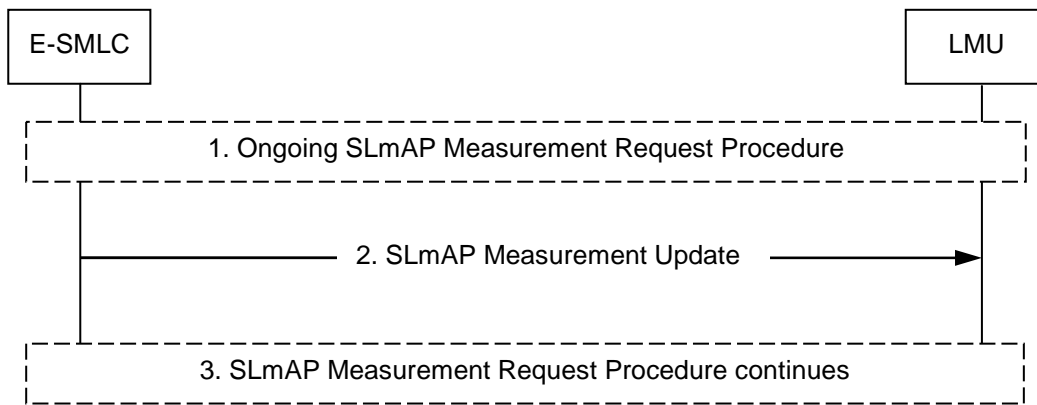 E-SMLC
LMU
1. Ongoing SLmAP Measurement Request Procedure
2. SLmAP Measurement Update
3. SLmAP Measurement Request Procedure continues